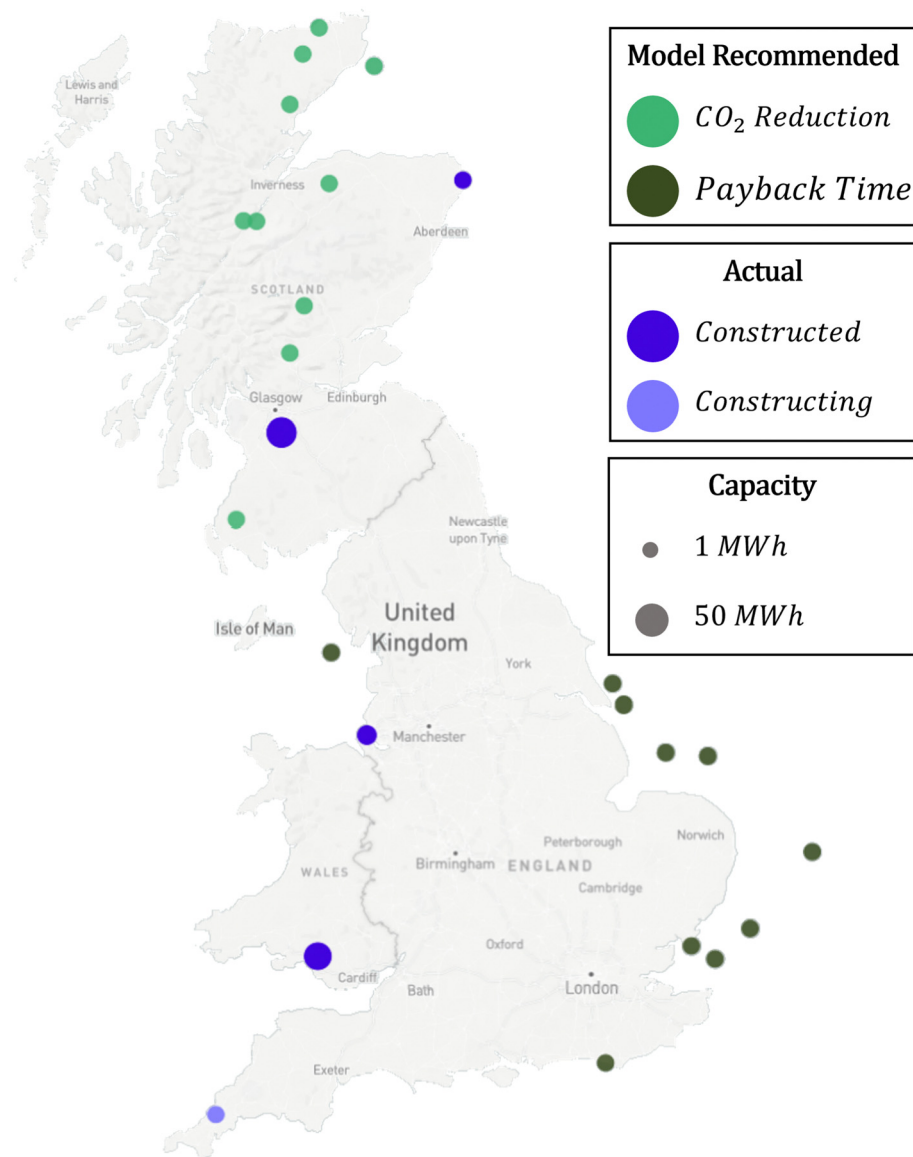 Model Recommended
CO₂ Reduction
Payback Time
Actual
Constructed
Constructing
Capacity
1 MWh
50 MWh
Lewis and
Harris
Inverness
Aberdeen
SCOTLAND
Glasgow
Edinburgh
Newcastle
upon Tyne
United
Kingdom
Isle of Man
York
Manchester
Peterborough
Norwich
Birmingham
ENGLAND
WALES
Cambridge
Oxford
Cardiff
London
Bath
Exeter